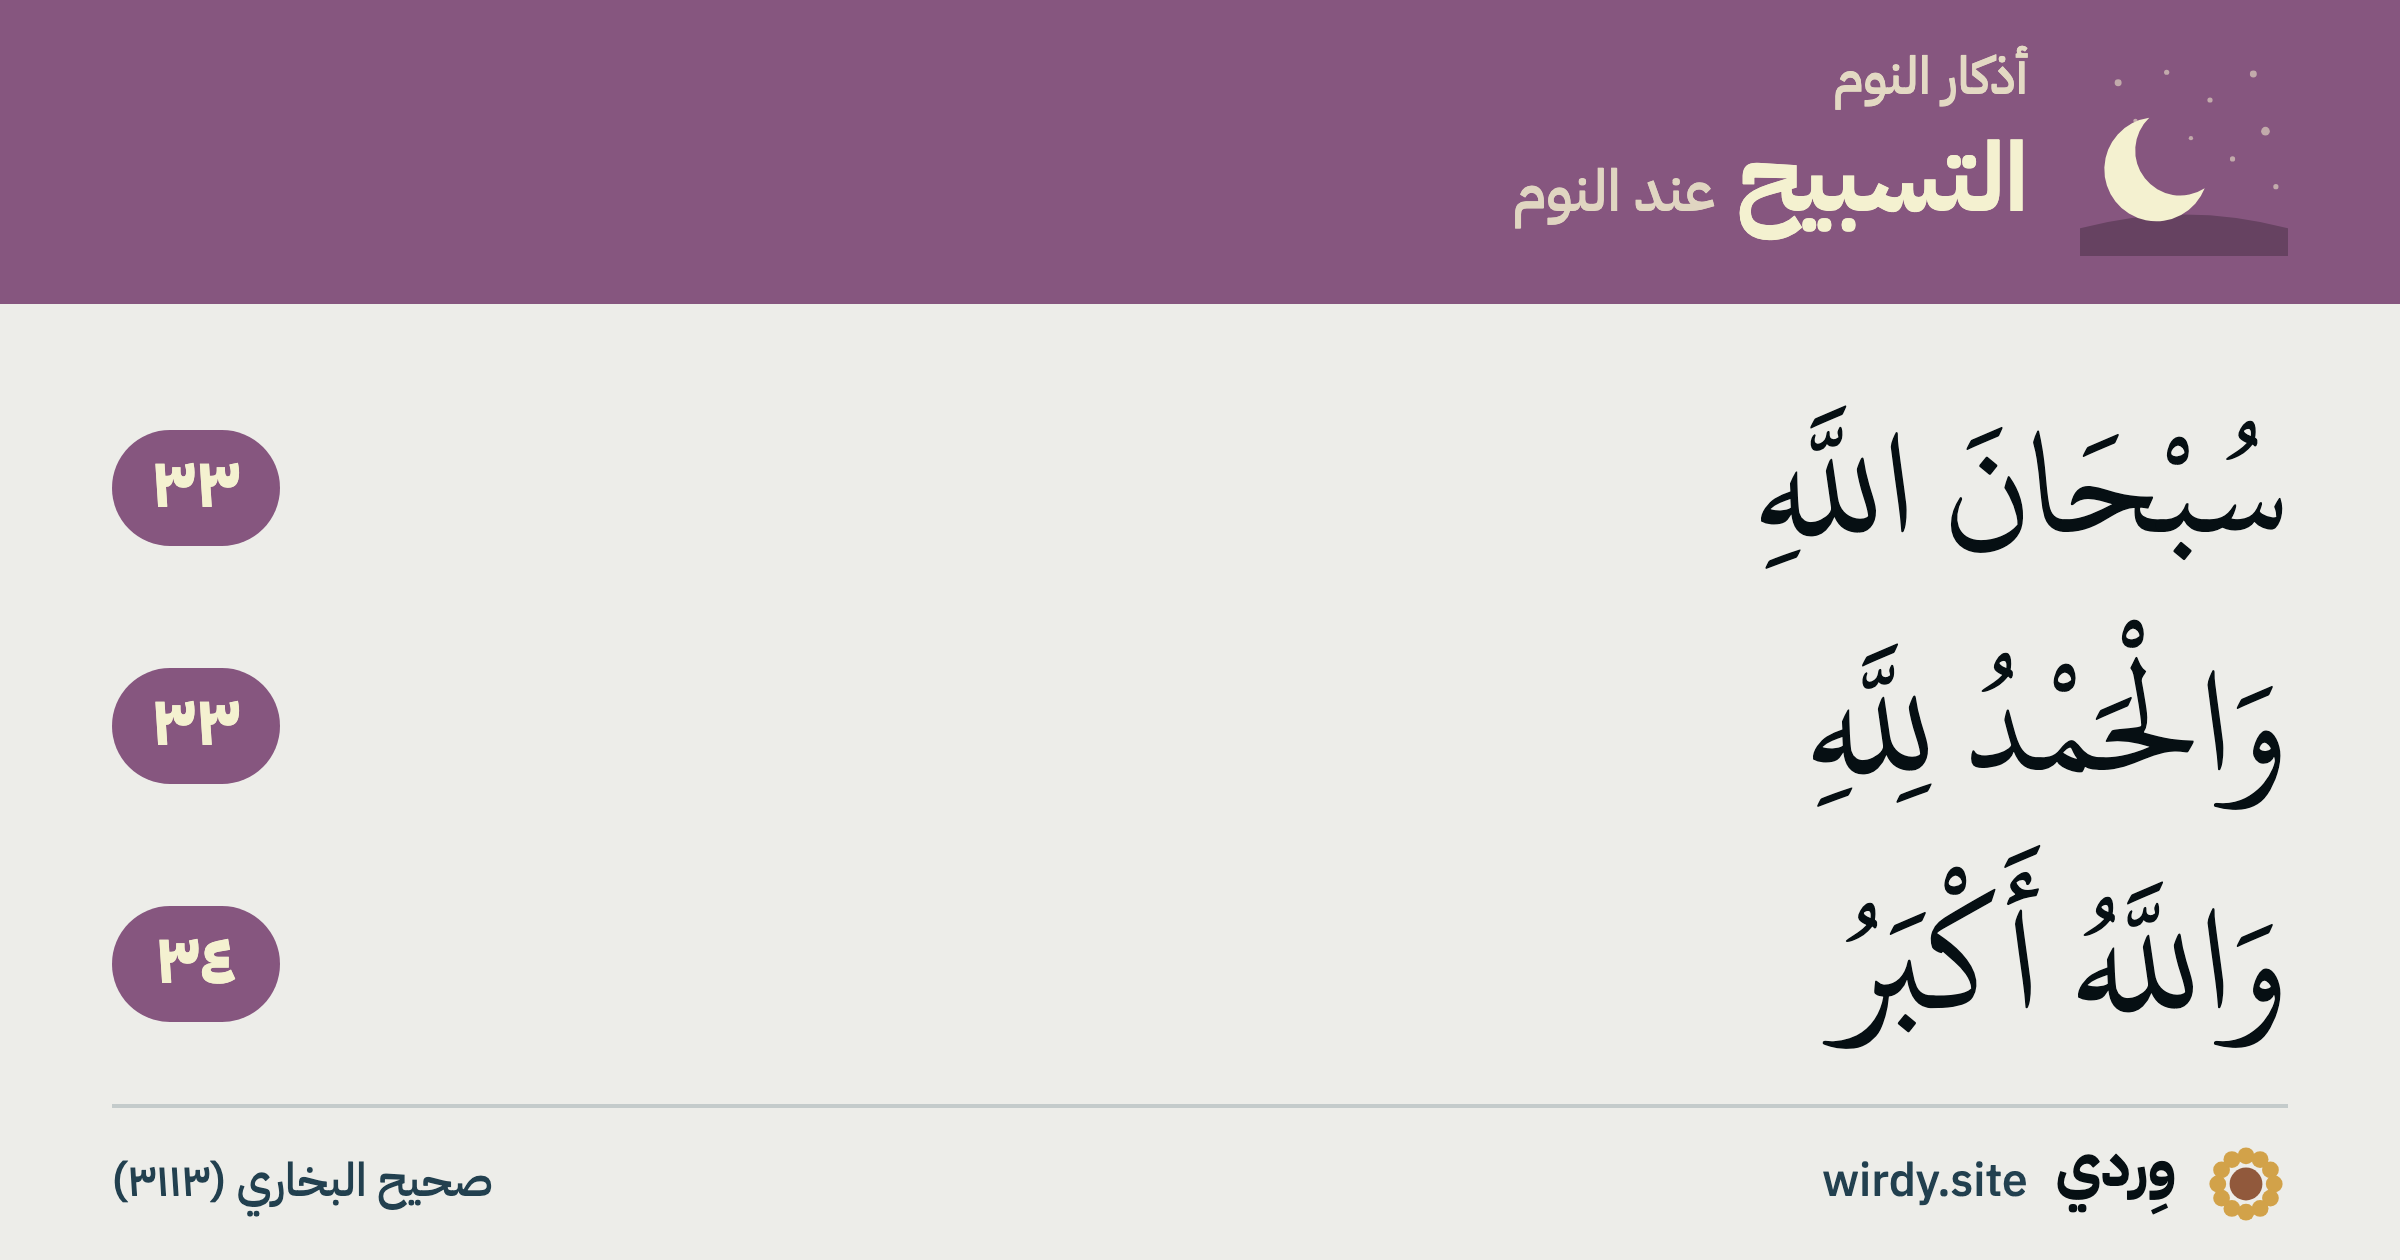 أذكار النوم
التسبيح عند النوم
سُبْحَانَ اللَّهِ ٣٣
وَالْحَمْدُ لِلَّهِ ٣٣
وَاللَّهُ أَكْبَرُ ٣٤
وِردي wirdy.site
صحيح البخاري (٣١١٣)